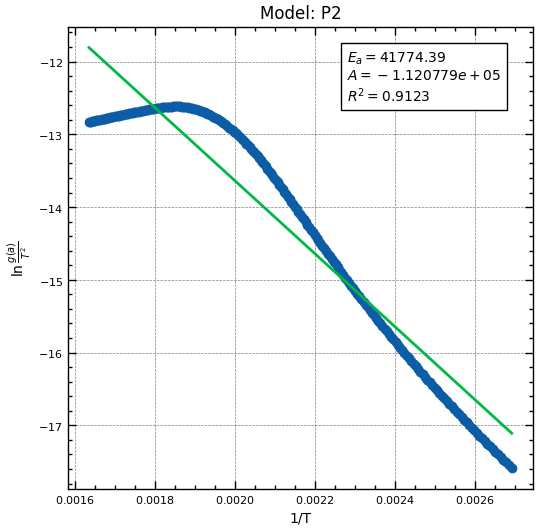 Model: P2
E_a = 41774.39
A = −1.120779e + 05
R^2 = 0.9123
−12
−13
−14
−15
−16
−17
ln g(a)/T^2
0.0016 0.0018 0.0020 0.0022 0.0024 0.0026
1/T